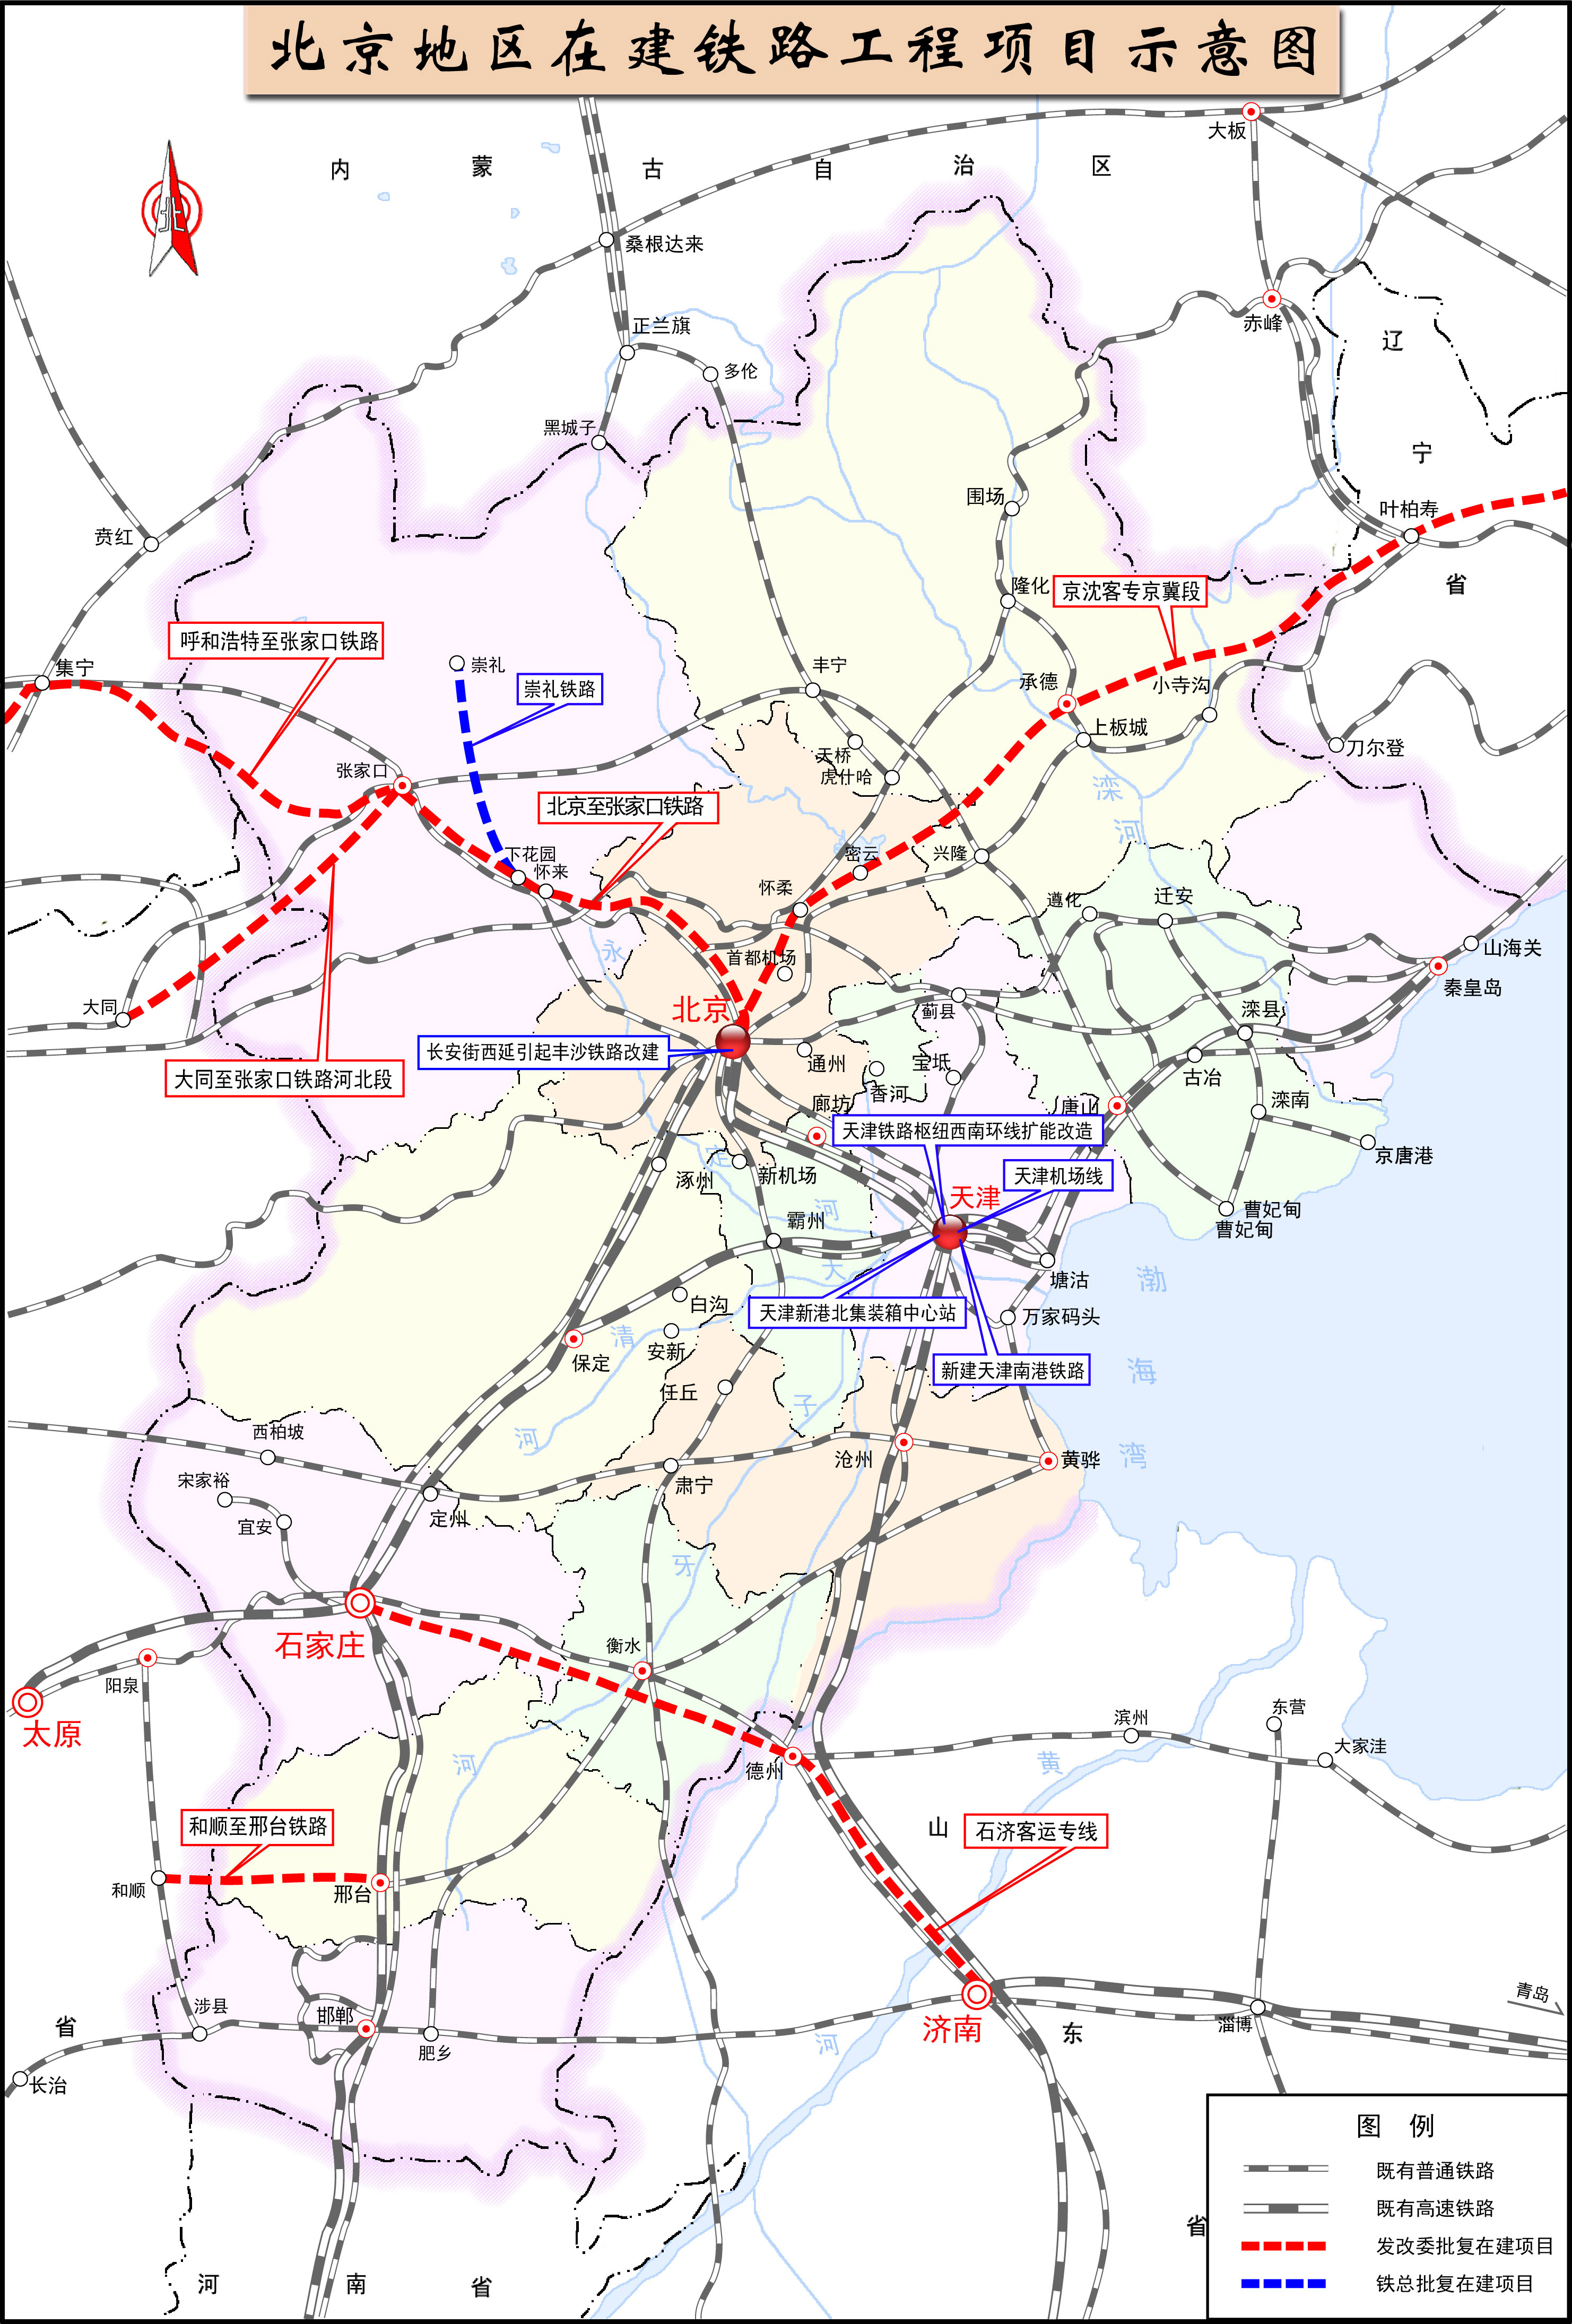 北京地区在建铁路工程项目示意图
北
内蒙古自治区
大板
桑根达来
正兰旗
多伦
赤峰
辽
黑城子
宁
围场
叶柏寿
贲红
省
隆化
京沈客专京冀段
呼和浩特至张家口铁路
集宁
崇礼
丰宁
承德
小寺沟
崇礼铁路
上板城
刀尔登
天桥
虎什哈
张家口
滦
北京至张家口铁路
河
下花园
怀来
密云
兴隆
怀柔
遵化
迁安
永
首都机场
山海关
秦皇岛
大同
北京
蓟县
滦县
长安街西延引起丰沙铁路改建
通州
宝坻
香河
古冶
大同至张家口铁路河北段
廊坊
唐山
滦南
天津铁路枢纽西南环线扩能改造
京唐港
定
涿州
新机场
天津机场线
天津
河
霸州
曹妃甸
曹妃甸
大
塘沽
渤
白沟
天津新港北集装箱中心站
万家码头
清
安新
保定
新建天津南港铁路
海
任丘
子
河
西柏坡
沧州
黄骅
湾
宋家裕
肃宁
宜安
定州
牙
石家庄
衡水
阳泉
太原
东营
滨州
大家洼
河
德州
黄
和顺至邢台铁路
山
石济客运专线
和顺
邢台
青岛
涉县
邯郸
济南
东
淄博
省
肥乡
河
长治
图 例
既有普通铁路
既有高速铁路
省
发改委批复在建项目
铁总批复在建项目
河南省